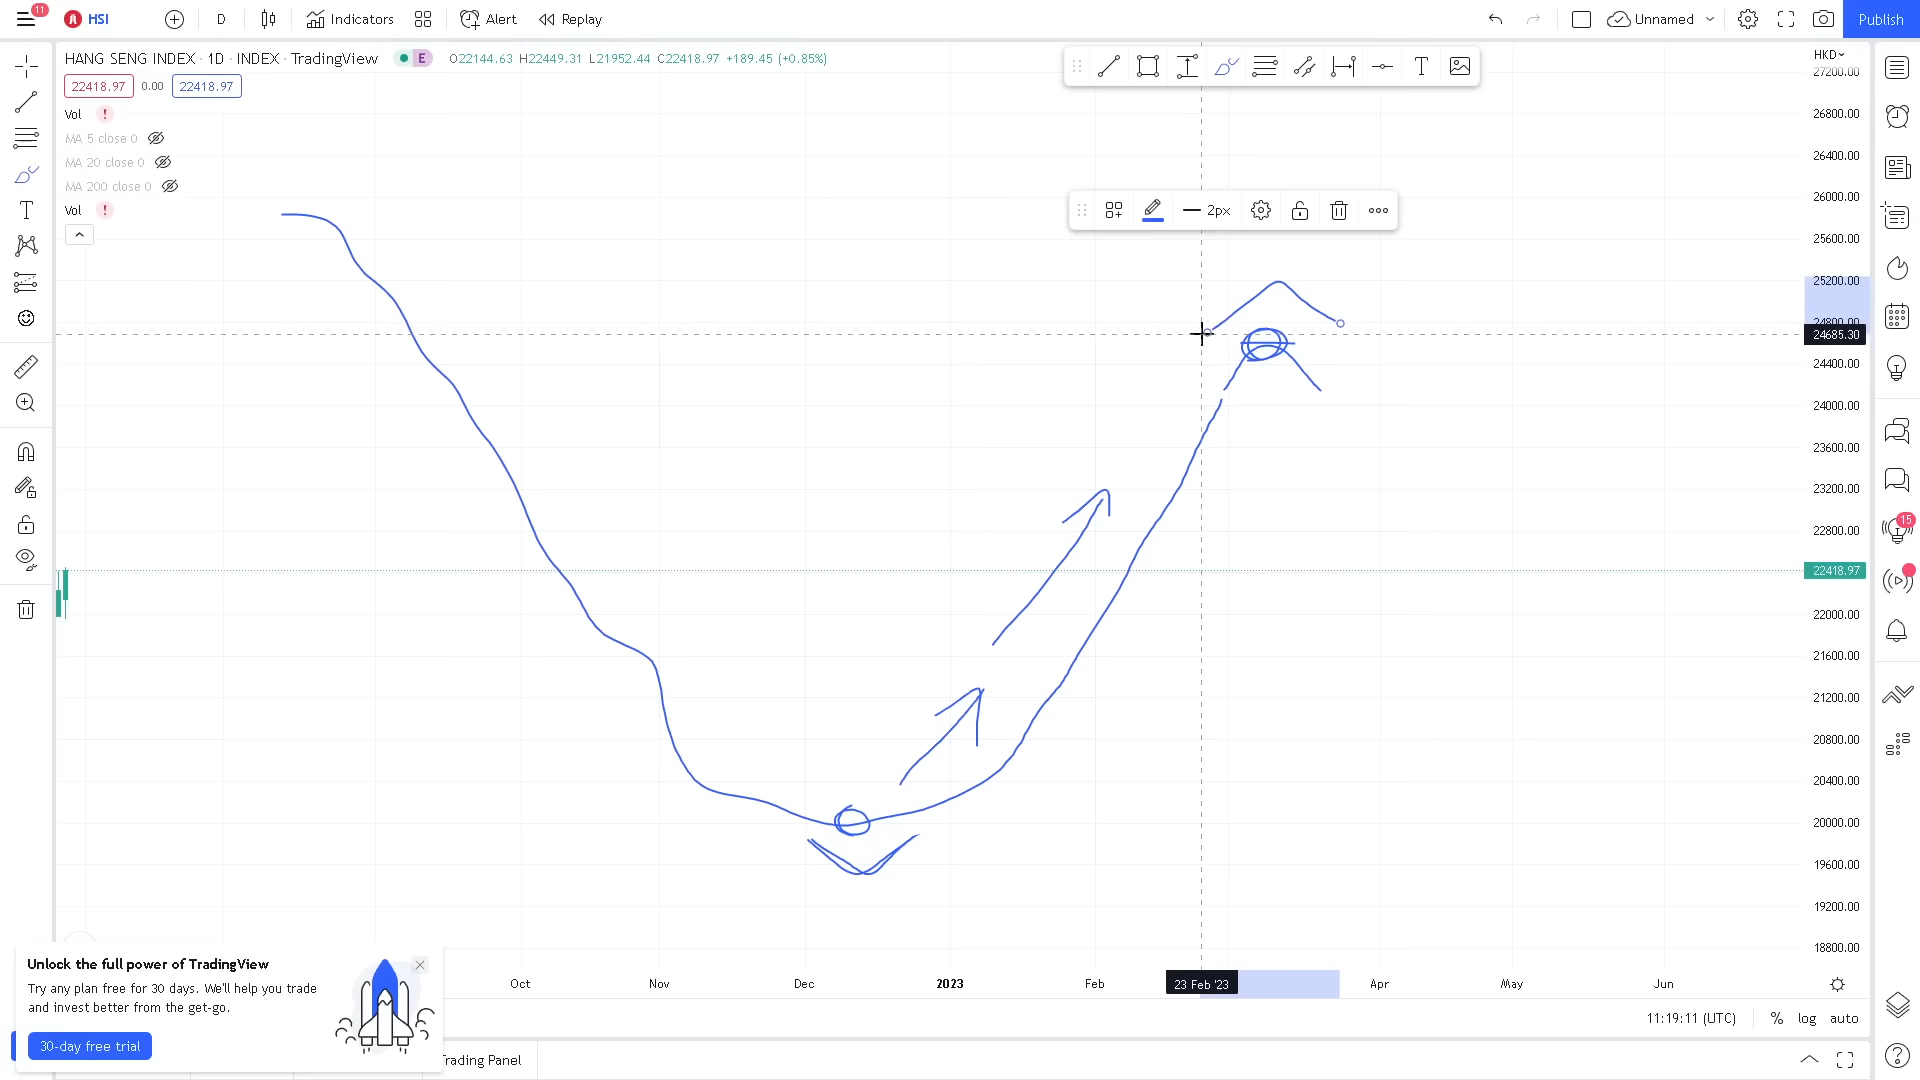 11
HSI
D
Indicators
Alert
Replay
Unnamed
Publish
HANG SENG INDEX · 1D · INDEX · TradingView
E
O22144.63 H22449.31 L21952.44 C22418.97 +189.45 (+0.85%)
22418.97 0.00 22418.97
Vol !
MA 5 close 0
MA 20 close 0
MA 200 close 0
Vol !
T
2px
HKD
27200.00
26800.00
26400.00
26000.00
25600.00
25200.00
24800.00
24685.30
24400.00
24000.00
23600.00
23200.00
22800.00
22418.97
22000.00
21600.00
21200.00
20800.00
20400.00
20000.00
19600.00
19200.00
18800.00
15
Oct Nov Dec 2023 Feb 23 Feb '23 Apr May Jun
Unlock the full power of TradingView
Try any plan free for 30 days. We'll help you trade
and invest better from the get-go.
30-day free trial
11:19:11 (UTC) % log auto
rading Panel